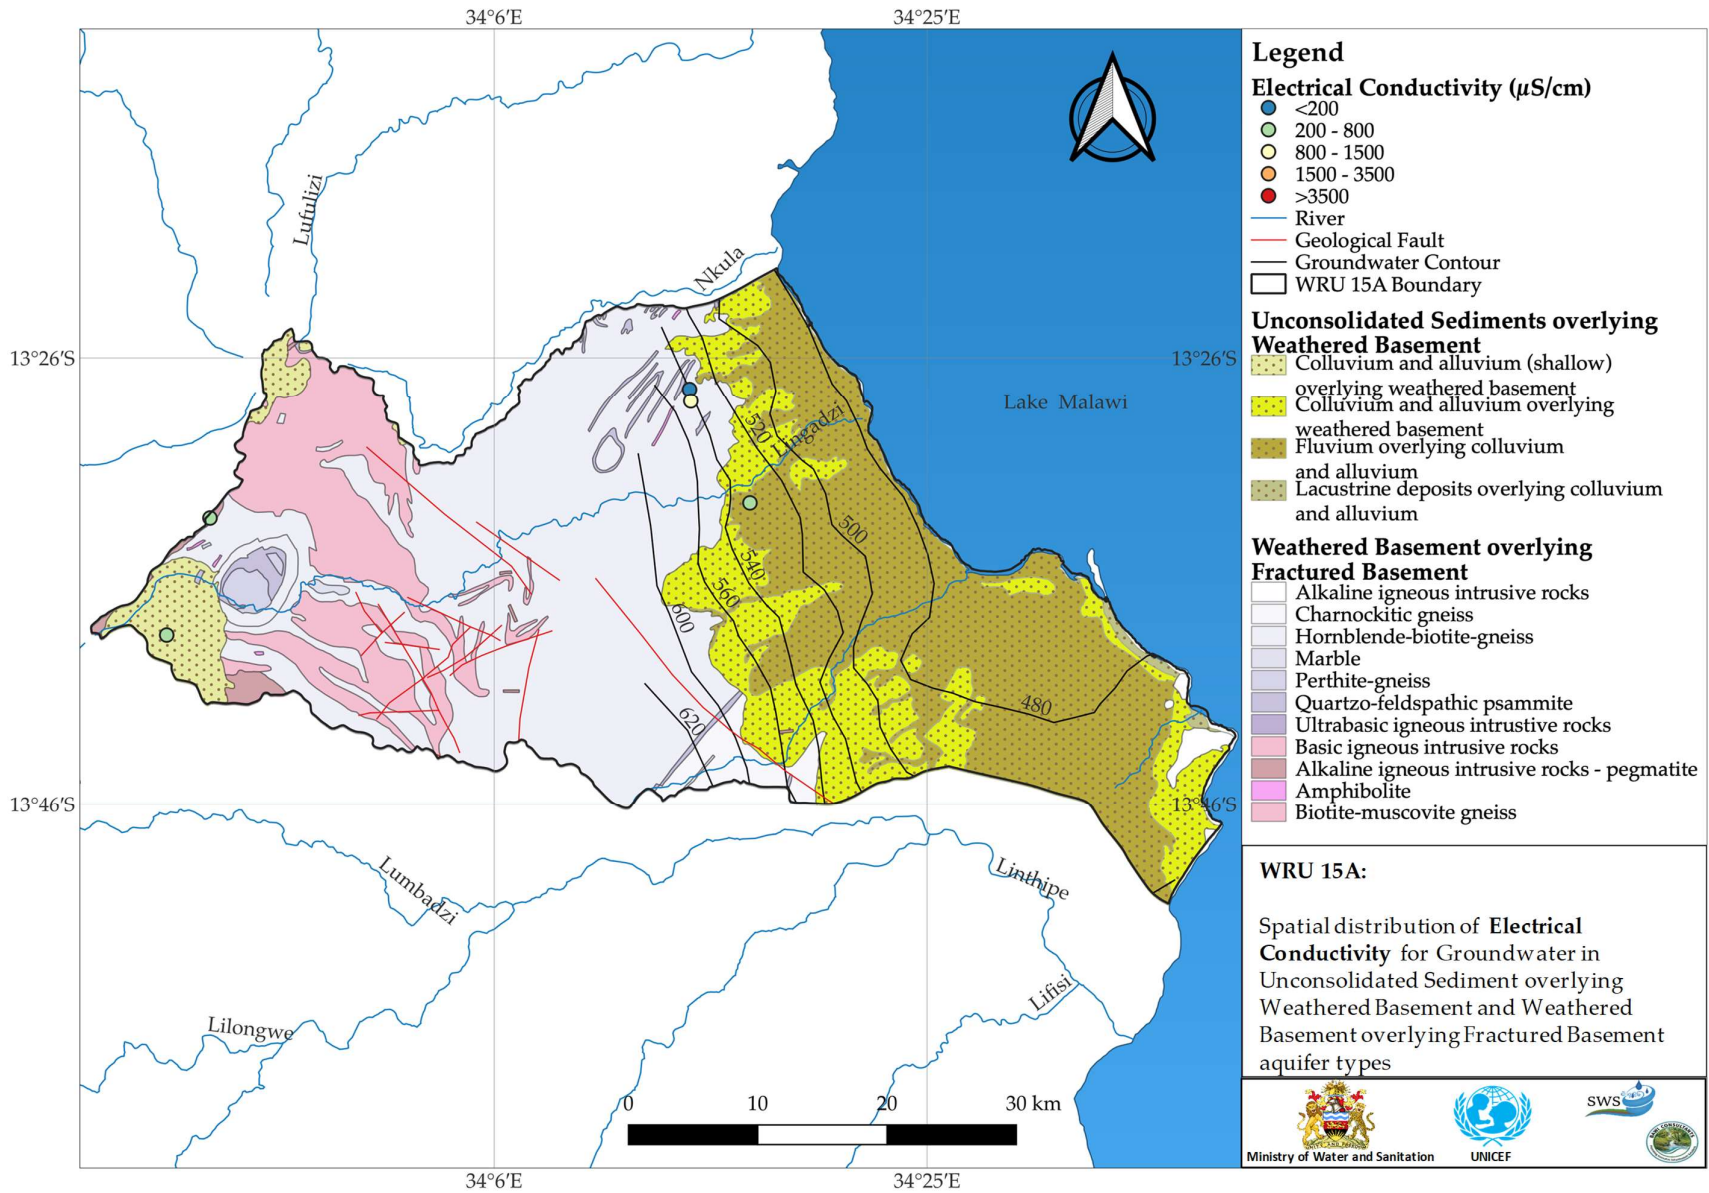 34°6′E
34°25′E
Lufulizi
Nkula
13°26′S
13°26′S
Lake Malawi
520
Lingadzi
500
540
560
600
620
480
13°46′S
13°46′S
Lumbadzi
Linthipe
Lifisi
Lilongwe
0 10 20 30 km
34°6′E
34°25′E
Legend
Electrical Conductivity (µS/cm)
<200
200 - 800
800 - 1500
1500 - 3500
>3500
River
Geological Fault
Groundwater Contour
WRU 15A Boundary
Unconsolidated Sediments overlying
Weathered Basement
Colluvium and alluvium (shallow)
overlying weathered basement
Colluvium and alluvium overlying
weathered basement
Fluvium overlying colluvium
and alluvium
Lacustrine deposits overlying colluvium
and alluvium
Weathered Basement overlying
Fractured Basement
Alkaline igneous intrusive rocks
Charnockitic gneiss
Hornblende-biotite-gneiss
Marble
Perthite-gneiss
Quartzo-feldspathic psammite
Ultrabasic igneous intrustive rocks
Basic igneous intrusive rocks
Alkaline igneous intrusive rocks - pegmatite
Amphibolite
Biotite-muscovite gneiss
WRU 15A:
Spatial distribution of Electrical
Conductivity for Groundwater in
Unconsolidated Sediment overlying
Weathered Basement and Weathered
Basement overlying Fractured Basement
aquifer types
SWS
Ministry of Water and Sanitation
UNICEF